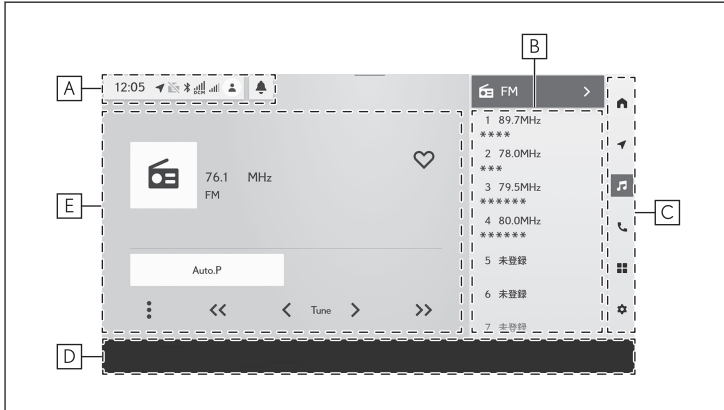 B
A
12:05 DCM
FM
1 89.7MHz
****
2 78.0MHz
***
3 79.5MHz
******
4 80.0MHz
******
5 未登録
6 未登録
7 未登録
C
E
76.1 MHz
FM
Auto.P
Tune
D